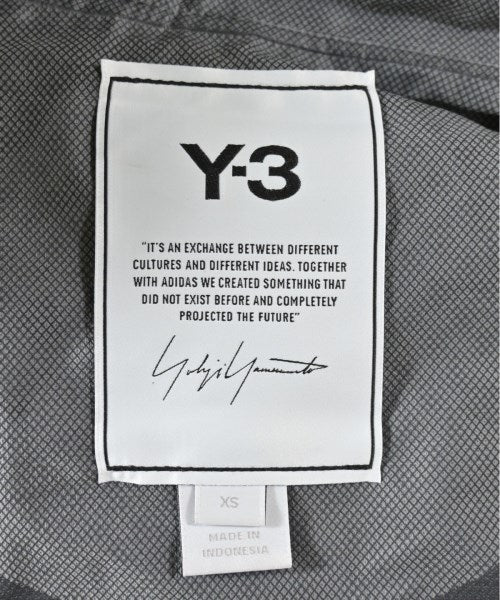 Y-3
"IT'S AN EXCHANGE BETWEEN DIFFERENT
CULTURES AND DIFFERENT IDEAS. TOGETHER
WITH ADIDAS WE CREATED SOMETHING THAT
DID NOT EXIST BEFORE AND COMPLETELY
PROJECTED THE FUTURE"
Yohji Yamamoto
XS
MADE IN
INDONESIA